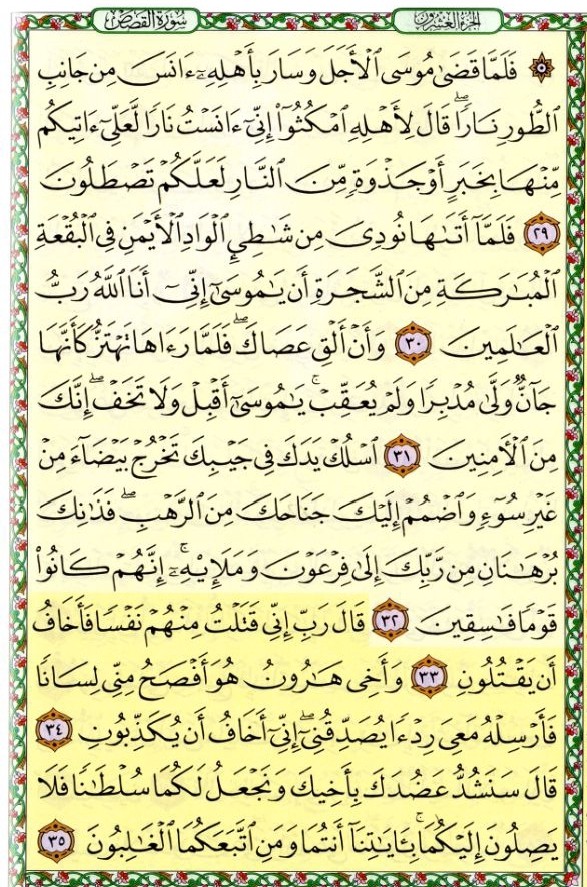 سُورَةُ القَصَصِ الجزء العشرون
۞ فَلَمَّا قَضَىٰ مُوسَى ٱلْأَجَلَ وَسَارَ بِأَهْلِهِۦٓ ءَانَسَ مِن جَانِبِ
ٱلطُّورِ نَارًاۖ قَالَ لِأَهْلِهِ ٱمْكُثُوٓا۟ إِنِّىٓ ءَانَسْتُ نَارًا لَّعَلِّىٓ ءَاتِيكُم
مِّنْهَا بِخَبَرٍ أَوْ جَذْوَةٍ مِّنَ ٱلنَّارِ لَعَلَّكُمْ تَصْطَلُونَ
٢٩ فَلَمَّآ أَتَىٰهَا نُودِىَ مِن شَٰطِئِ ٱلْوَادِ ٱلْأَيْمَنِ فِى ٱلْبُقْعَةِ
ٱلْمُبَٰرَكَةِ مِنَ ٱلشَّجَرَةِ أَن يَٰمُوسَىٰٓ إِنِّىٓ أَنَا ٱللَّهُ رَبُّ
ٱلْعَٰلَمِينَ ٣٠ وَأَنْ أَلْقِ عَصَاكَۖ فَلَمَّا رَءَاهَا تَهْتَزُّ كَأَنَّهَا
جَآنٌّ وَلَّىٰ مُدْبِرًا وَلَمْ يُعَقِّبْۚ يَٰمُوسَىٰٓ أَقْبِلْ وَلَا تَخَفْۖ إِنَّكَ
مِنَ ٱلْءَامِنِينَ ٣١ ٱسْلُكْ يَدَكَ فِى جَيْبِكَ تَخْرُجْ بَيْضَآءَ مِنْ
غَيْرِ سُوٓءٍ وَٱضْمُمْ إِلَيْكَ جَنَاحَكَ مِنَ ٱلرَّهْبِۖ فَذَٰنِكَ
بُرْهَٰنَانِ مِن رَّبِّكَ إِلَىٰ فِرْعَوْنَ وَمَلَإِي۟هِۦٓۚ إِنَّهُمْ كَانُوا۟
قَوْمًا فَٰسِقِينَ ٣٢ قَالَ رَبِّ إِنِّى قَتَلْتُ مِنْهُمْ نَفْسًا فَأَخَافُ
أَن يَقْتُلُونِ ٣٣ وَأَخِى هَٰرُونُ هُوَ أَفْصَحُ مِنِّى لِسَانًا
فَأَرْسِلْهُ مَعِىَ رِدْءًا يُصَدِّقُنِىٓۖ إِنِّىٓ أَخَافُ أَن يُكَذِّبُونِ ٣٤
قَالَ سَنَشُدُّ عَضُدَكَ بِأَخِيكَ وَنَجْعَلُ لَكُمَا سُلْطَٰنًا فَلَا
يَصِلُونَ إِلَيْكُمَاۚ بِـَٔايَٰتِنَآ أَنتُمَا وَمَنِ ٱتَّبَعَكُمَا ٱلْغَٰلِبُونَ ٣٥